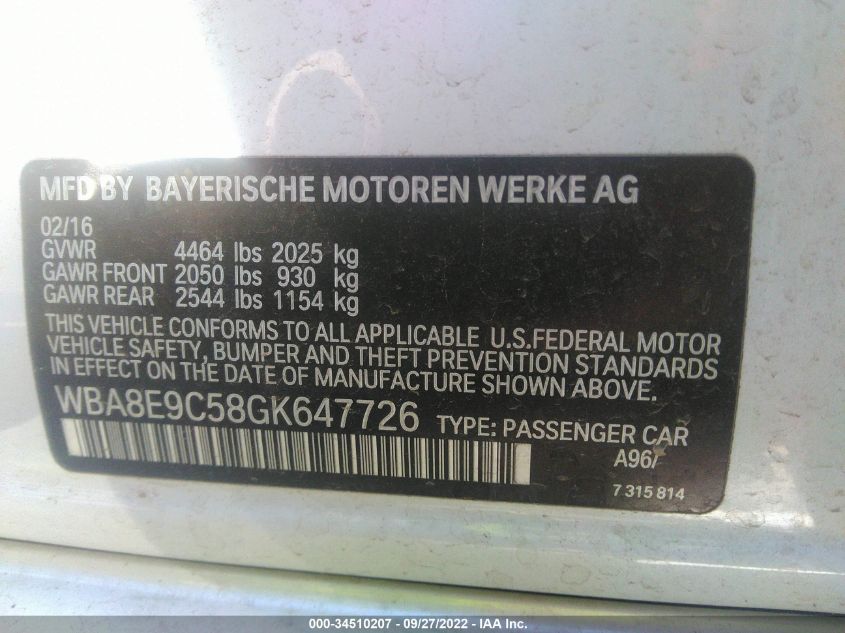 MFD BY BAYERISCHE MOTOREN WERKE AG
02/16
GVWR 4464 lbs 2025 kg
GAWR FRONT 2050 lbs 930 kg
GAWR REAR 2544 lbs 1154 kg
THIS VEHICLE CONFORMS TO ALL APPLICABLE U.S.FEDERAL MOTOR
VEHICLE SAFETY, BUMPER AND THEFT PREVENTION STANDARDS
IN EFFECT ON THE DATE OF MANUFACTURE SHOWN ABOVE.
WBA8E9C58GK647726 TYPE: PASSENGER CAR
A96/
7 315 814
000-34510207 - 09/27/2022 - IAA Inc.